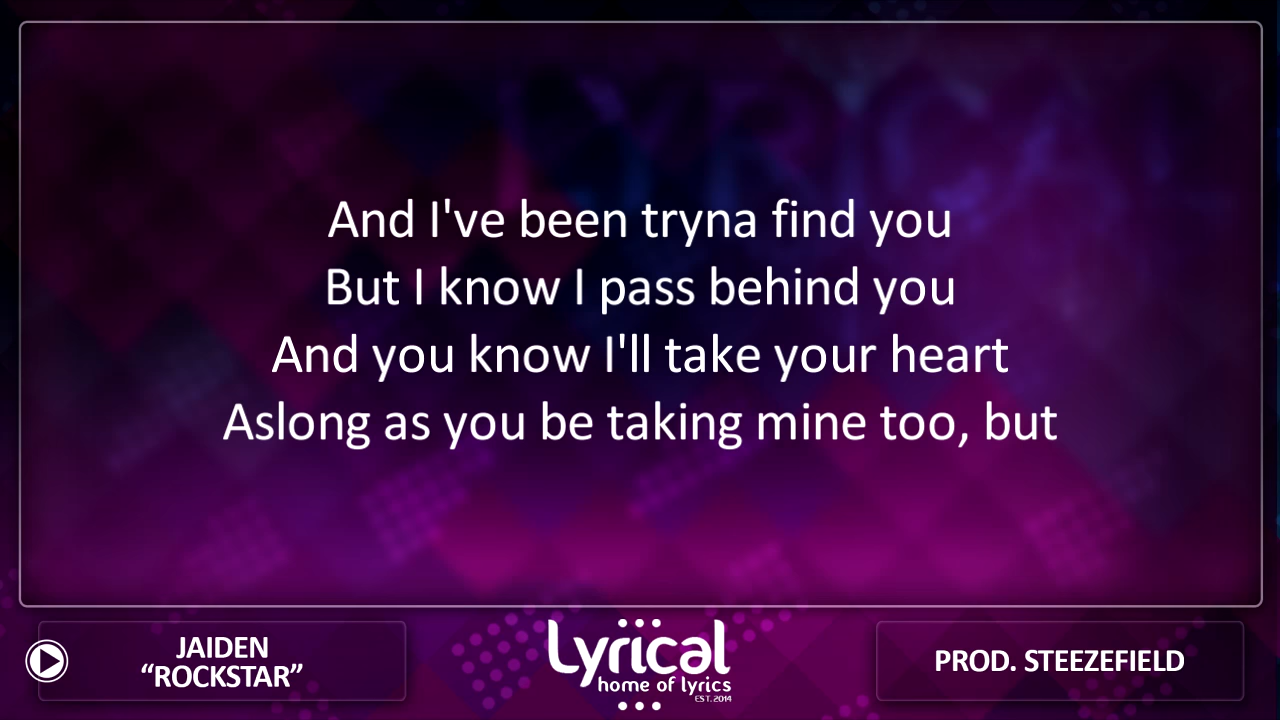 And I've been tryna find you
But I know I pass behind you
And you know I'll take your heart
Aslong as you be taking mine too, but
JAIDEN
“ROCKSTAR”
Lyrical
home of lyrics
EST. 2014
PROD. STEEZEFIELD
LYRICAL